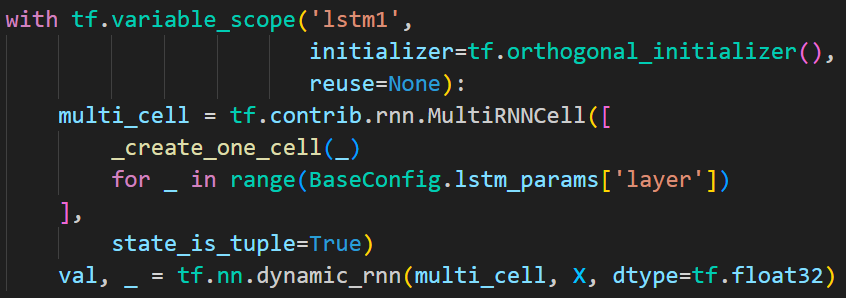 with tf.variable_scope('lstm1',
initializer=tf.orthogonal_initializer(),
reuse=None):
multi_cell = tf.contrib.rnn.MultiRNNCell([
_create_one_cell(_)
for _ in range(BaseConfig.lstm_params['layer'])
],
state_is_tuple=True)
val, _ = tf.nn.dynamic_rnn(multi_cell, X, dtype=tf.float32)